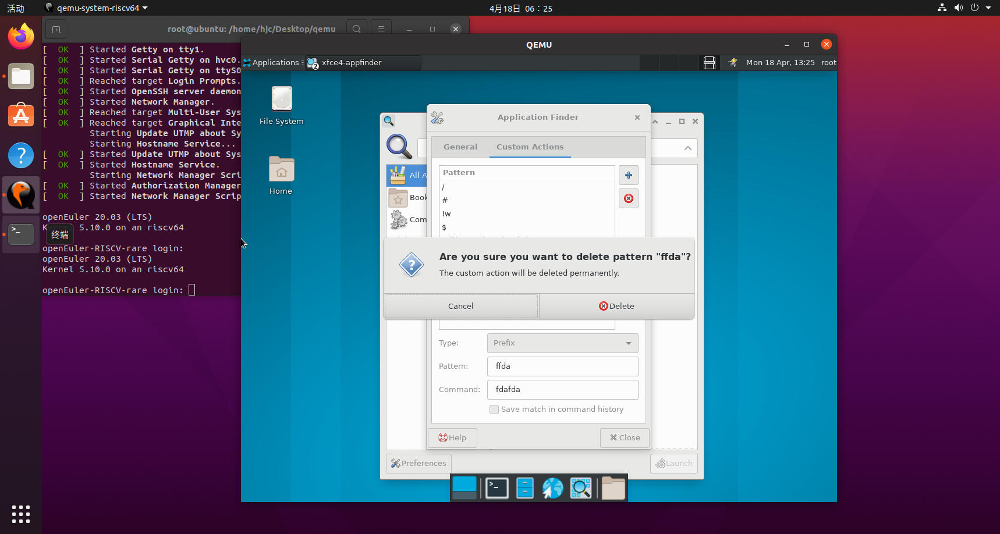 活动
qemu-system-riscv64
4月18日 06：25
root@ubuntu: /home/hjc/Desktop/qemu
[  OK  ] Started Getty on tty1.
[  OK  ] Started Serial Getty on hvc0.
[  OK  ] Started Serial Getty on ttyS0
[  OK  ] Reached target Login Prompts.
[  OK  ] Started OpenSSH server daemon
[  OK  ] Started Network Manager.
[  OK  ] Reached target Multi-User Sys
[  OK  ] Reached target Graphical Inte
Starting Update UTMP about Sy
Starting Hostname Service...
[  OK  ] Started Update UTMP about Sys
[  OK  ] Started Hostname Service.
Starting Network Manager Scri
[  OK  ] Started Authorization Manager
[  OK  ] Started Network Manager Scrip
openEuler 20.03 (LTS)
5.10.0 on an riscv64
终端
openEuler-RISCV-rare login:
openEuler 20.03 (LTS)
Kernel 5.10.0 on an riscv64
openEuler-RISCV-rare login:
QEMU
Applications
2
xfce4-appfinder
Mon 18 Apr, 13:25
root
File System
Home
All A
Book
Com
Application Finder
General
Custom Actions
Pattern
/
#
!w
$
Are you sure you want to delete pattern "ffda"?
The custom action will be deleted permanently.
Cancel
Delete
Type:
Prefix
Pattern:
ffda
Command:
fdafda
Save match in command history
Help
Close
Preferences
Launch